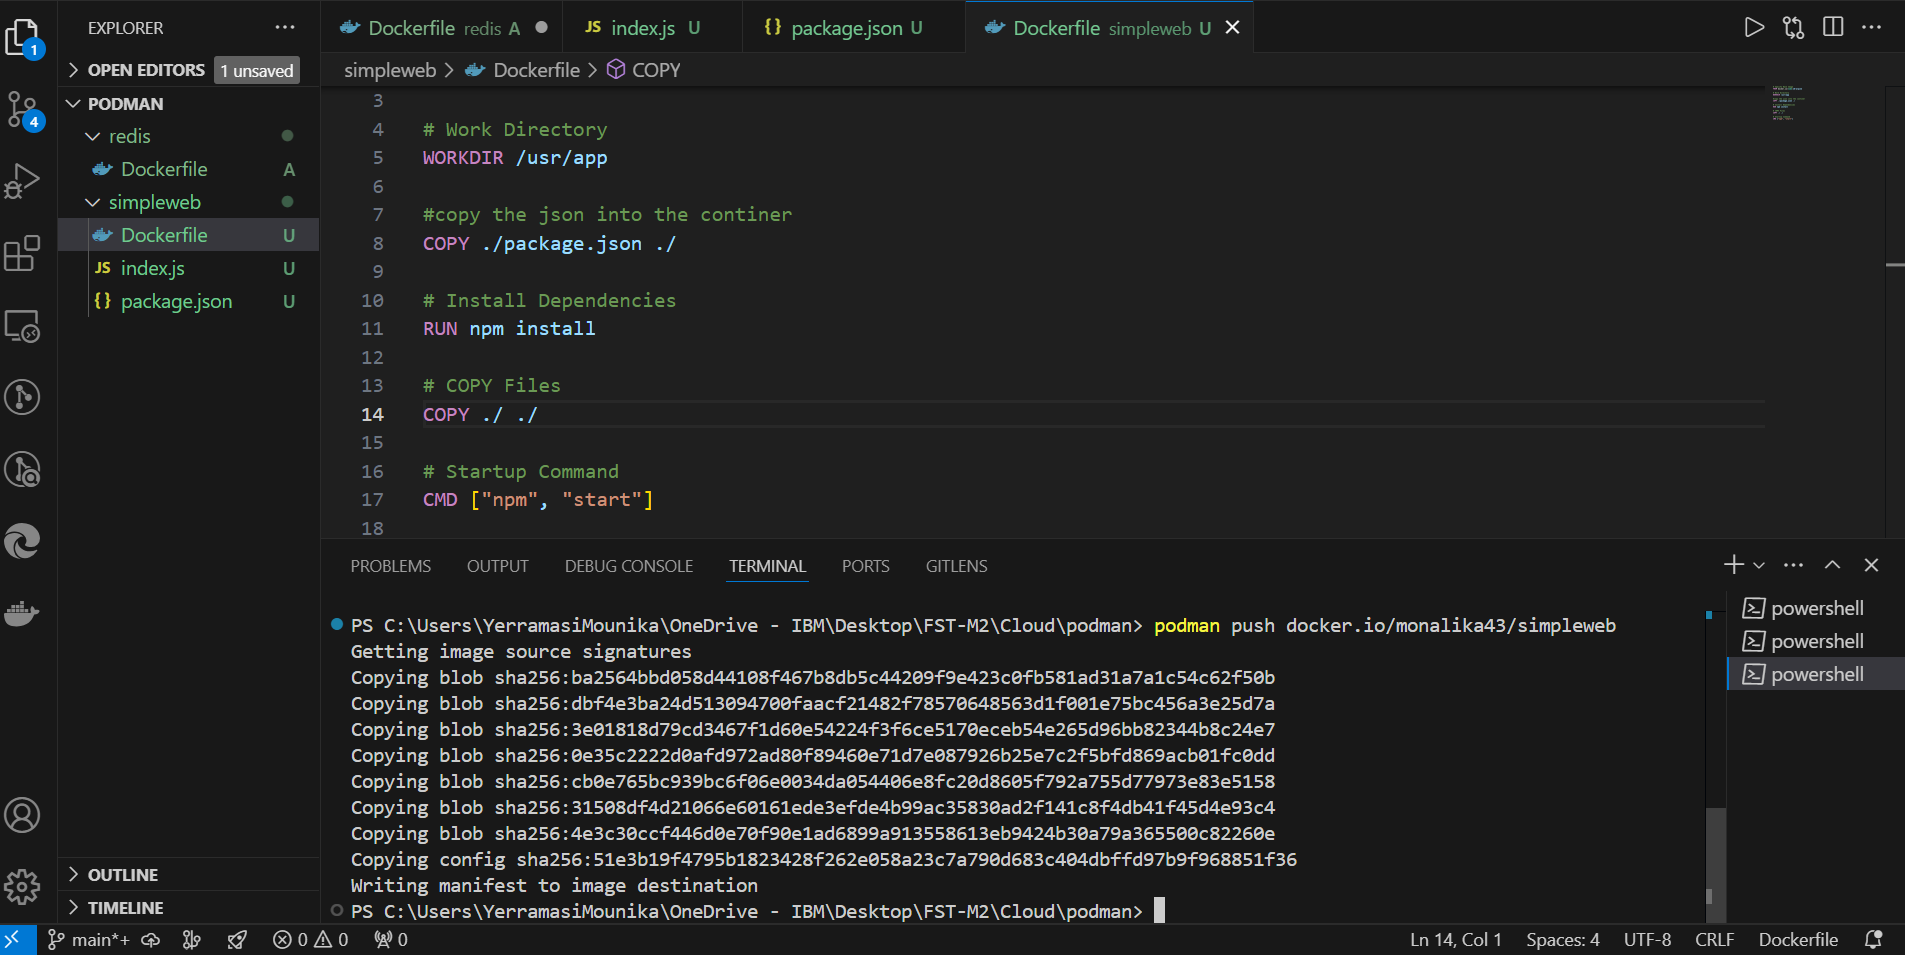 EXPLORER
OPEN EDITORS 1 unsaved
PODMAN
redis
Dockerfile A
simpleweb
Dockerfile U
JS index.js U
{} package.json U
OUTLINE
TIMELINE
1
4
Dockerfile redis A
JS index.js U
{} package.json U
Dockerfile simpleweb U
simpleweb > Dockerfile > COPY
3
4 # Work Directory
5 WORKDIR /usr/app
6
7 #copy the json into the continer
8 COPY ./package.json ./
9
10 # Install Dependencies
11 RUN npm install
12
13 # COPY Files
14 COPY ./ ./
15
16 # Startup Command
17 CMD ["npm", "start"]
18
PROBLEMS OUTPUT DEBUG CONSOLE TERMINAL PORTS GITLENS
PS C:\Users\YerramasiMounika\OneDrive - IBM\Desktop\FST-M2\Cloud\podman> podman push docker.io/monalika43/simpleweb
Getting image source signatures
Copying blob sha256:ba2564bbd058d44108f467b8db5c44209f9e423c0fb581ad31a7a1c54c62f50b
Copying blob sha256:dbf4e3ba24d513094700faacf21482f78570648563d1f001e75bc456a3e25d7a
Copying blob sha256:3e01818d79cd3467f1d60e54224f3f6ce5170eceb54e265d96bb82344b8c24e7
Copying blob sha256:0e35c2222d0afd972ad80f89460e71d7e087926b25e7c2f5bfd869acb01fc0dd
Copying blob sha256:cb0e765bc939bc6f06e0034da054406e8fc20d8605f792a755d77973e83e5158
Copying blob sha256:31508df4d21066e60161ede3efde4b99ac35830ad2f141c8f4db41f45d4e93c4
Copying blob sha256:4e3c30ccf446d0e70f90e1ad6899a913558613eb9424b30a79a365500c82260e
Copying config sha256:51e3b19f4795b1823428f262e058a23c7a790d683c404dbffd97b9f968851f36
Writing manifest to image destination
PS C:\Users\YerramasiMounika\OneDrive - IBM\Desktop\FST-M2\Cloud\podman>
powershell
powershell
powershell
main*+ 0 0 0 Ln 14, Col 1 Spaces: 4 UTF-8 CRLF Dockerfile